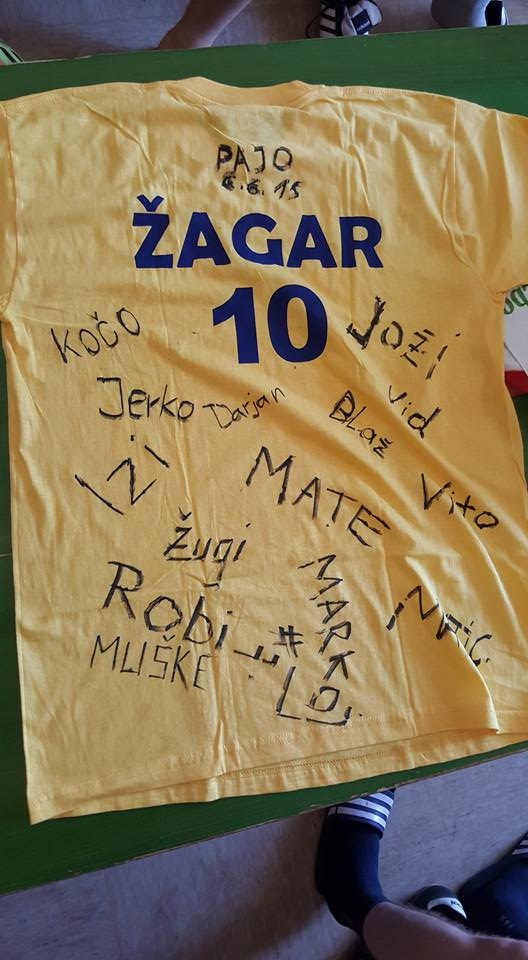 PAJO
6.6.15
ŽAGAR
10
KOČO
Joži
Jerko
Darjan
Blaž
vid
IZI
MATE
Vito
Žugi
Robi
MARKO
MUŠKE
#